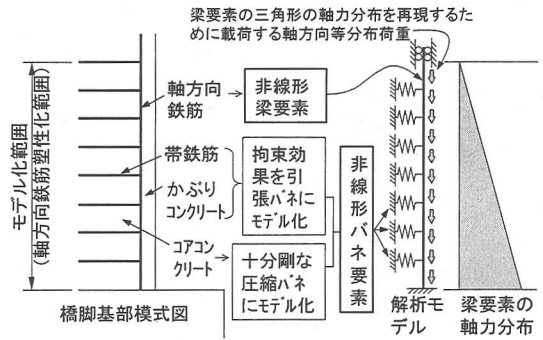 梁要素の三角形の軸力分布を再現するた
めに載荷する軸方向等分布荷重
モデル化範囲
(軸方向鉄筋塑性化範囲)
軸方向
鉄筋
非線形
梁要素
帯鉄筋
かぶり
コンクリート
拘束効
果を引
張バネに
モデル化
コアコン
クリート
十分剛な
圧縮バネ
にモデル化
非線形バネ要素
橋脚基部模式図
解析モ
デル
梁要素の
軸力分布